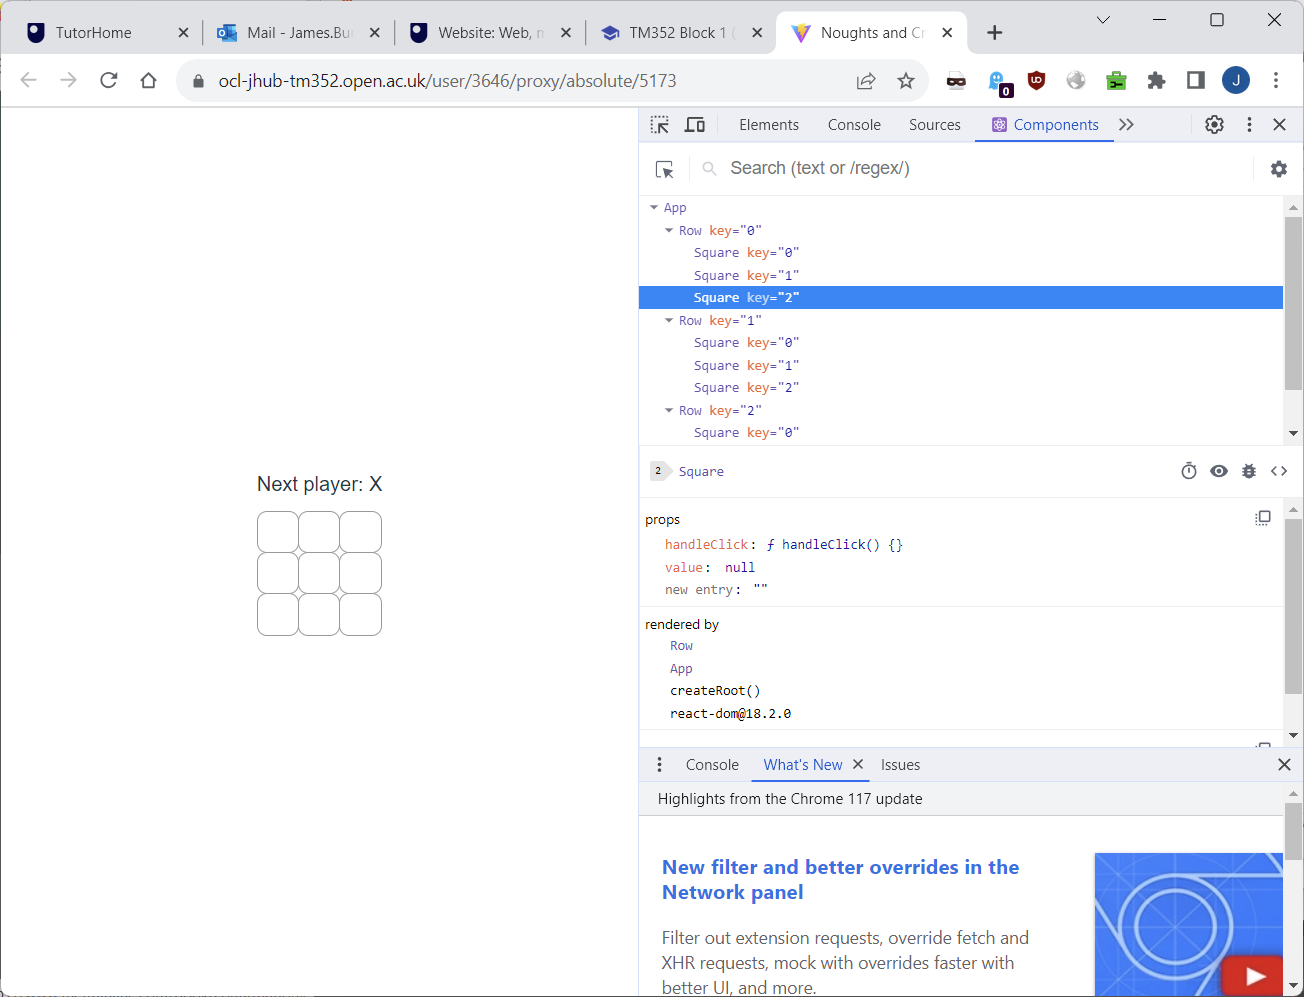 TutorHome
Mail - James.Bu
Website: Web, n
TM352 Block 1 (
Noughts and Cr
ocl-jhub-tm352.open.ac.uk/user/3646/proxy/absolute/5173
0
J
Elements
Console
Sources
Components
Search (text or /regex/)
App
Row key="0"
Square key="0"
Square key="1"
Square key="2"
Row key="1"
Square key="0"
Square key="1"
Square key="2"
Row key="2"
Square key="0"
Next player: X
2 Square
props
handleClick: ƒ handleClick() {}
value: null
new entry: ""
rendered by
Row
App
createRoot()
react-dom@18.2.0
Console
What's New
Issues
Highlights from the Chrome 117 update
New filter and better overrides in the
Network panel
Filter out extension requests, override fetch and
XHR requests, mock with overrides faster with
better UI, and more.